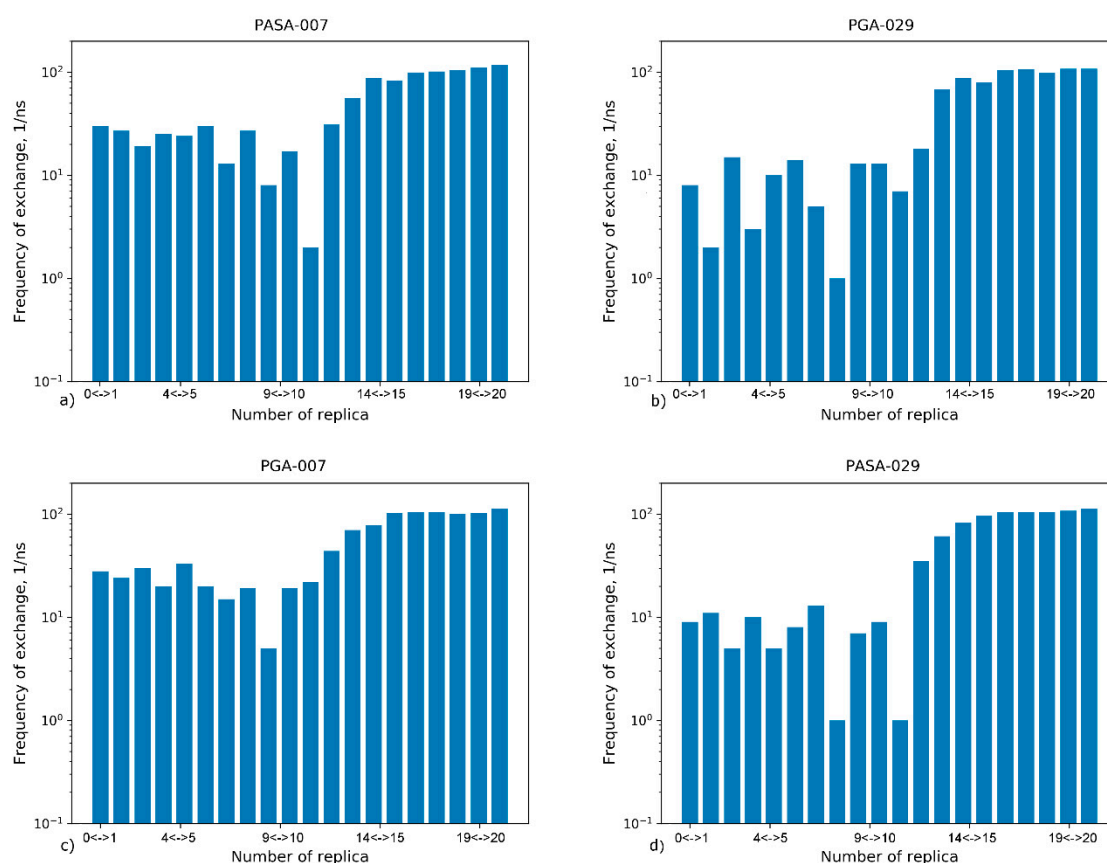 PASA-007
Frequency of exchange, 1/ns
10²
10¹
10⁰
10⁻¹
a)
0<->1 4<->5 9<->10 14<->15 19<->20
Number of replica
PGA-029
Frequency of exchange, 1/ns
10²
10¹
10⁰
10⁻¹
b)
0<->1 4<->5 9<->10 14<->15 19<->20
Number of replica
PGA-007
Frequency of exchange, 1/ns
10²
10¹
10⁰
10⁻¹
c)
0<->1 4<->5 9<->10 14<->15 19<->20
Number of replica
PASA-029
Frequency of exchange, 1/ns
10²
10¹
10⁰
10⁻¹
d)
0<->1 4<->5 9<->10 14<->15 19<->20
Number of replica